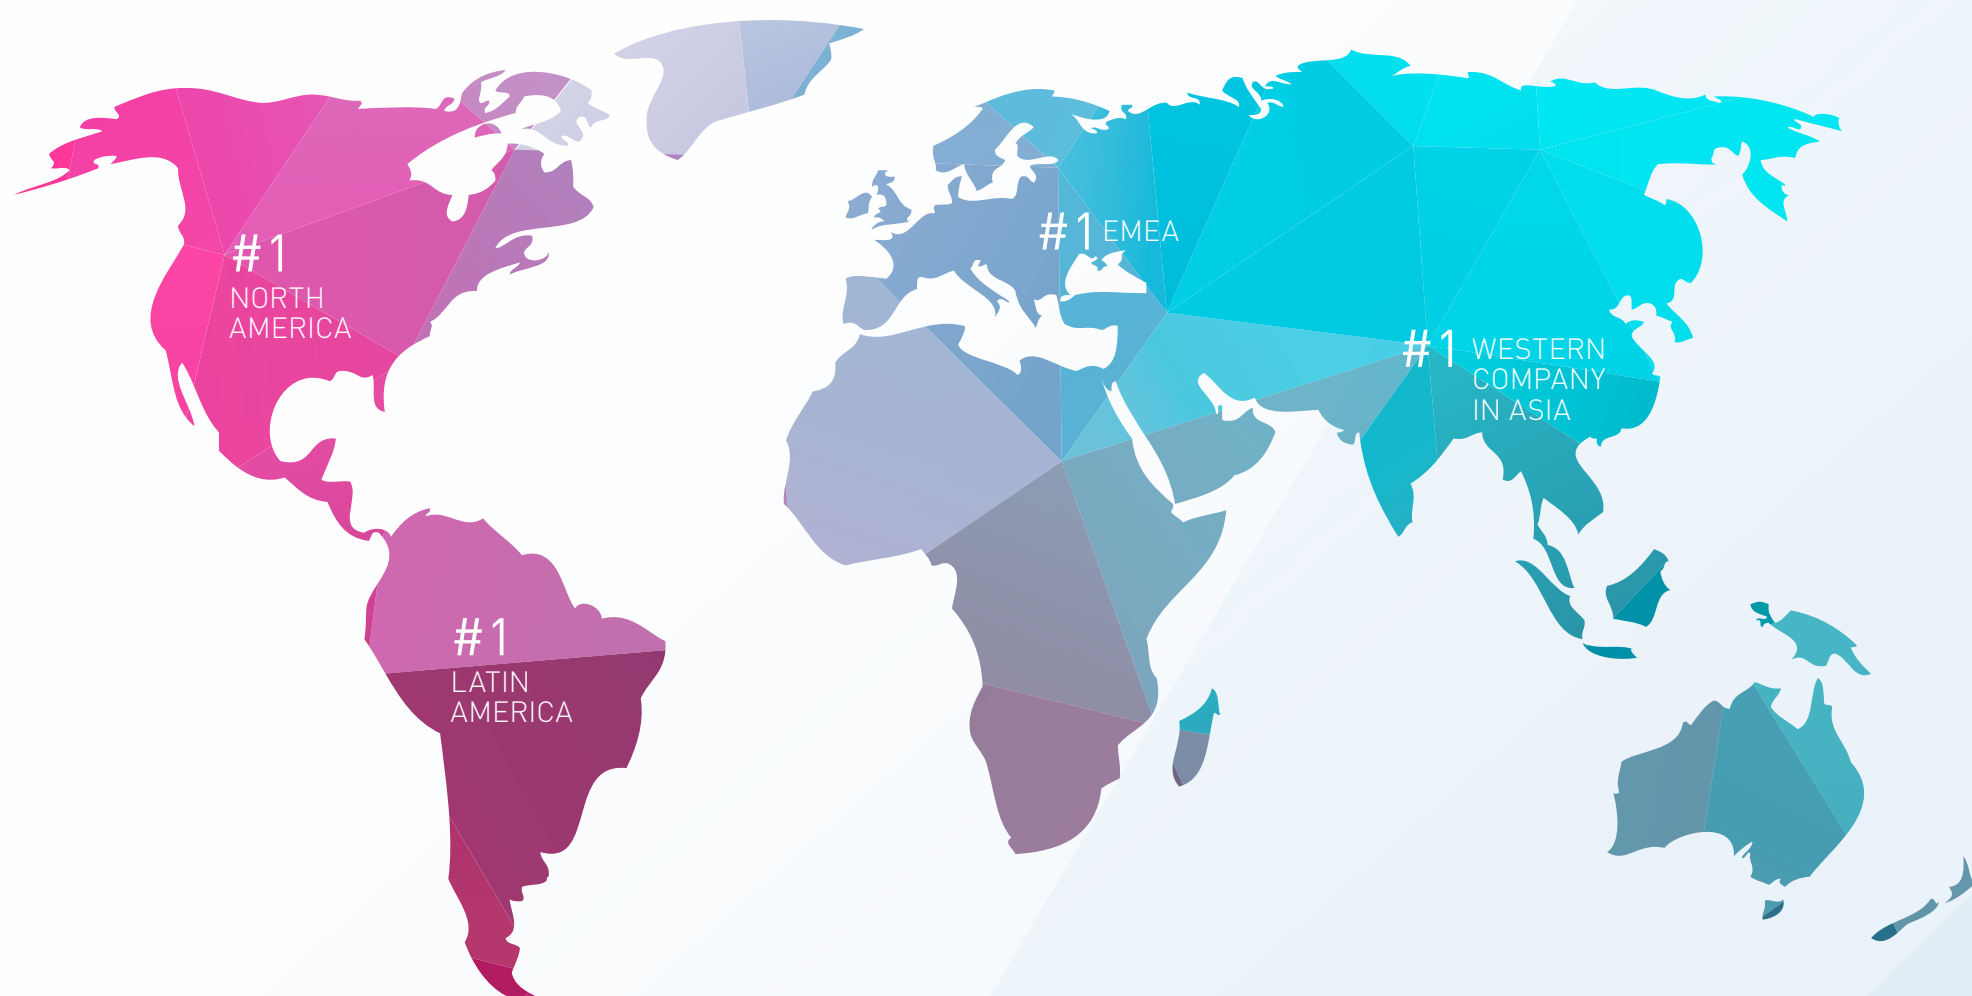 #1
NORTH
AMERICA
#1 EMEA
#1 WESTERN
COMPANY
IN ASIA
#1
LATIN
AMERICA